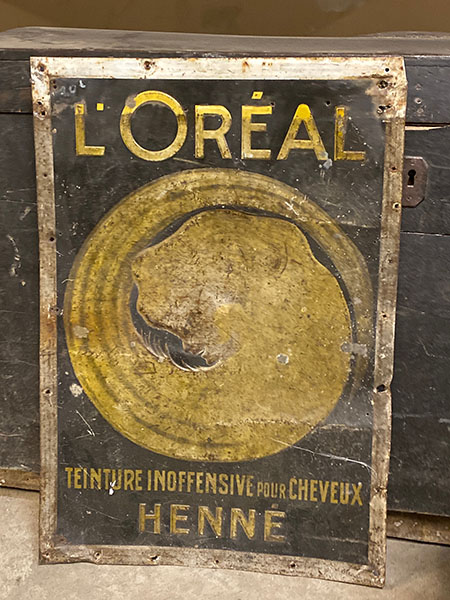 L'ORÉAL
TEINTURE INOFFENSIVE POUR CHEVEUX
HENNÉ